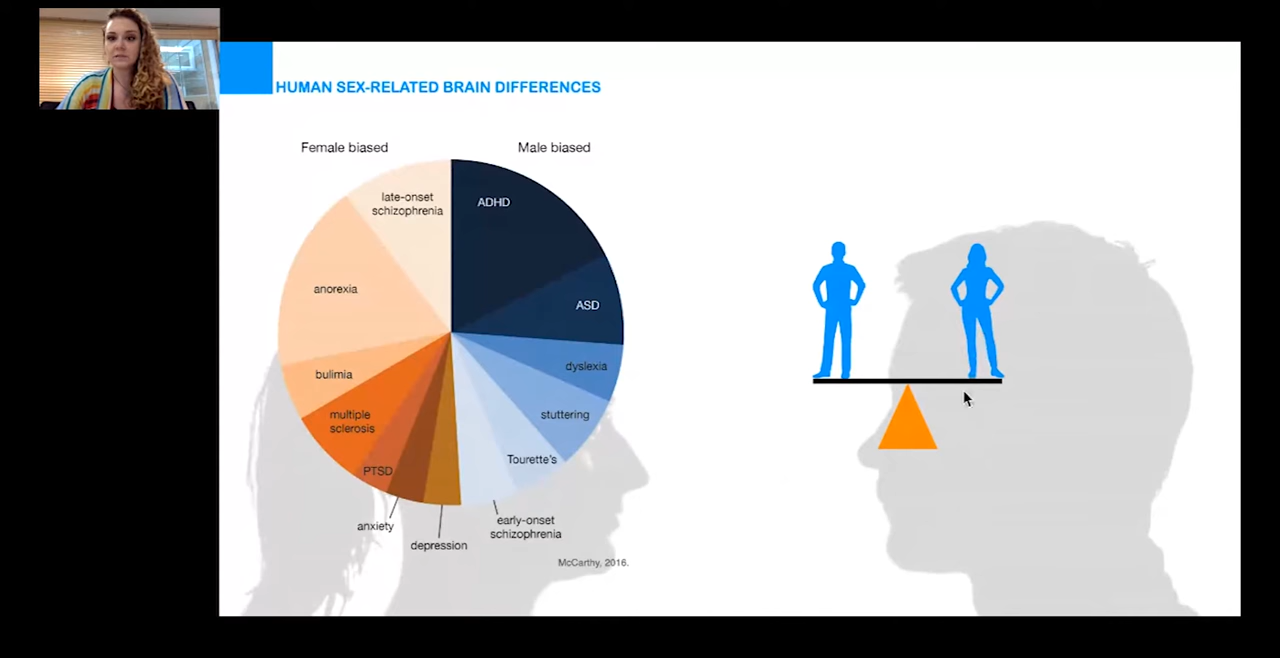 HUMAN SEX-RELATED BRAIN DIFFERENCES
Female biased
Male biased
late-onset
schizophrenia
ADHD
anorexia
ASD
bulimia
dyslexia
multiple
sclerosis
stuttering
PTSD
Tourette's
anxiety
early-onset
schizophrenia
depression
McCarthy, 2016.